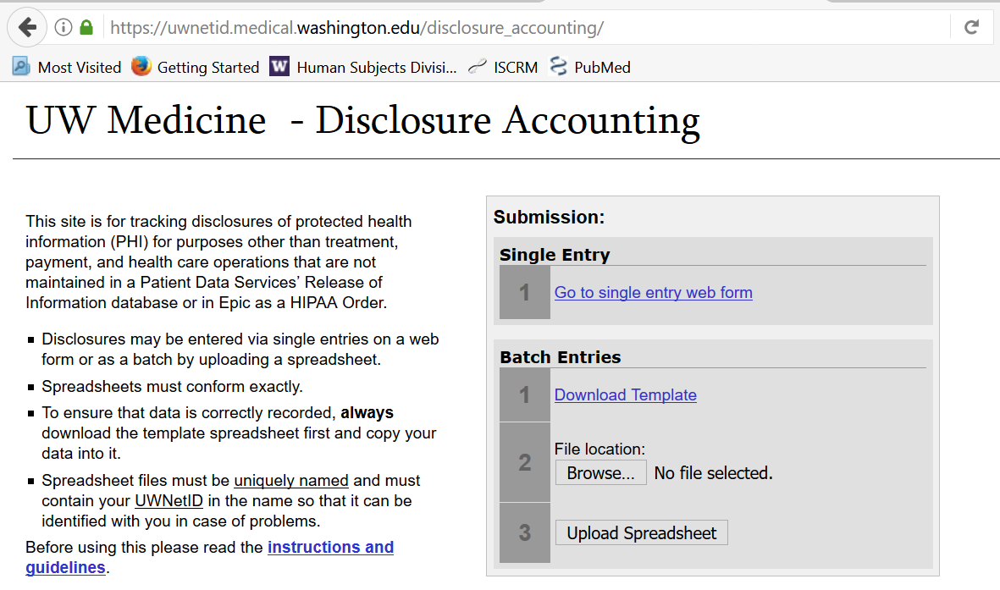 https://uwnetid.medical.washington.edu/disclosure_accounting/
Most Visited Getting Started W Human Subjects Divisi... ISCRM PubMed
UW Medicine - Disclosure Accounting
This site is for tracking disclosures of protected health
information (PHI) for purposes other than treatment,
payment, and health care operations that are not
maintained in a Patient Data Services’ Release of
Information database or in Epic as a HIPAA Order.
Disclosures may be entered via single entries on a web
form or as a batch by uploading a spreadsheet.
Spreadsheets must conform exactly.
To ensure that data is correctly recorded, always
download the template spreadsheet first and copy your
data into it.
Spreadsheet files must be uniquely named and must
contain your UWNetID in the name so that it can be
identified with you in case of problems.
Before using this please read the instructions and
guidelines.
Submission:
Single Entry
1 Go to single entry web form
Batch Entries
1 Download Template
2 File location:
Browse... No file selected.
3 Upload Spreadsheet